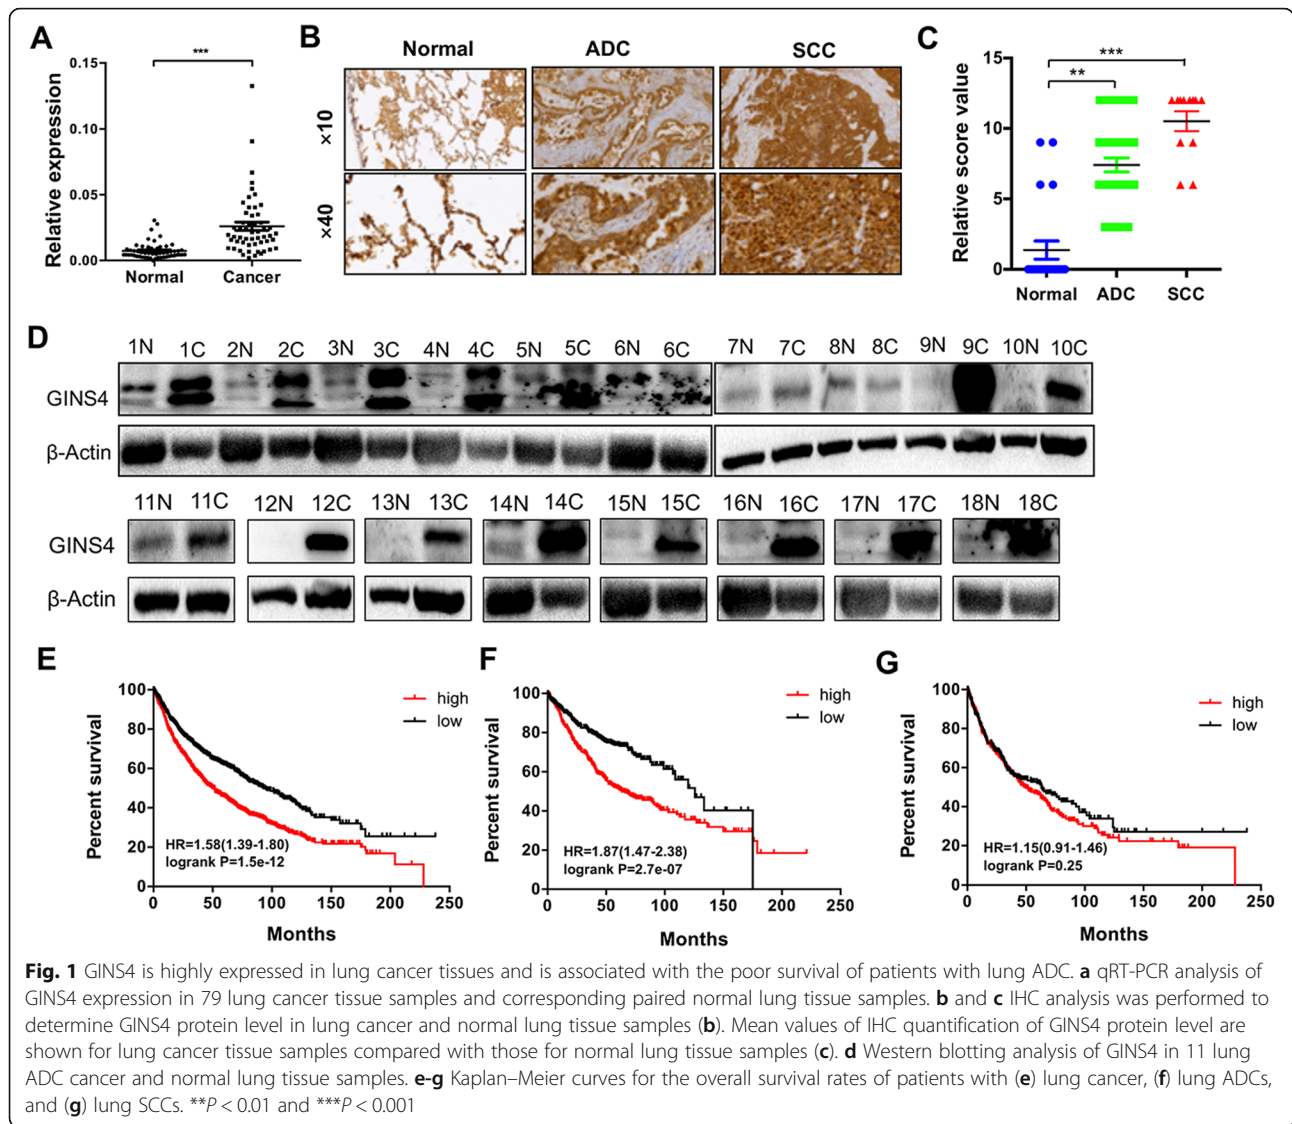 A
***
Relative expression
0.15
0.10
0.05
0.00
Normal
Cancer
B
Normal
ADC
SCC
×10
×40
C
***
**
Relative score value
15
10
5
0
Normal
ADC
SCC
D
1N 1C 2N 2C 3N 3C 4N 4C 5N 5C 6N 6C
7N 7C 8N 8C 9N 9C 10N 10C
GINS4
β-Actin
11N 11C 12N 12C 13N 13C 14N 14C 15N 15C 16N 16C 17N 17C 18N 18C
GINS4
β-Actin
E
Percent survival
100
80
60
40
20
0
high
low
HR=1.58(1.39-1.80)
logrank P=1.5e-12
0 50 100 150 200 250
Months
F
Percent survival
100
80
60
40
20
0
high
low
HR=1.87(1.47-2.38)
logrank P=2.7e-07
0 50 100 150 200 250
Months
G
Percent survival
100
80
60
40
20
0
high
low
HR=1.15(0.91-1.46)
logrank P=0.25
0 50 100 150 200 250
Months
Fig. 1 GINS4 is highly expressed in lung cancer tissues and is associated with the poor survival of patients with lung ADC. a qRT-PCR analysis of
GINS4 expression in 79 lung cancer tissue samples and corresponding paired normal lung tissue samples. b and c IHC analysis was performed to
determine GINS4 protein level in lung cancer and normal lung tissue samples (b). Mean values of IHC quantification of GINS4 protein level are
shown for lung cancer tissue samples compared with those for normal lung tissue samples (c). d Western blotting analysis of GINS4 in 11 lung
ADC cancer and normal lung tissue samples. e-g Kaplan–Meier curves for the overall survival rates of patients with (e) lung cancer, (f) lung ADCs,
and (g) lung SCCs. **P < 0.01 and ***P < 0.001